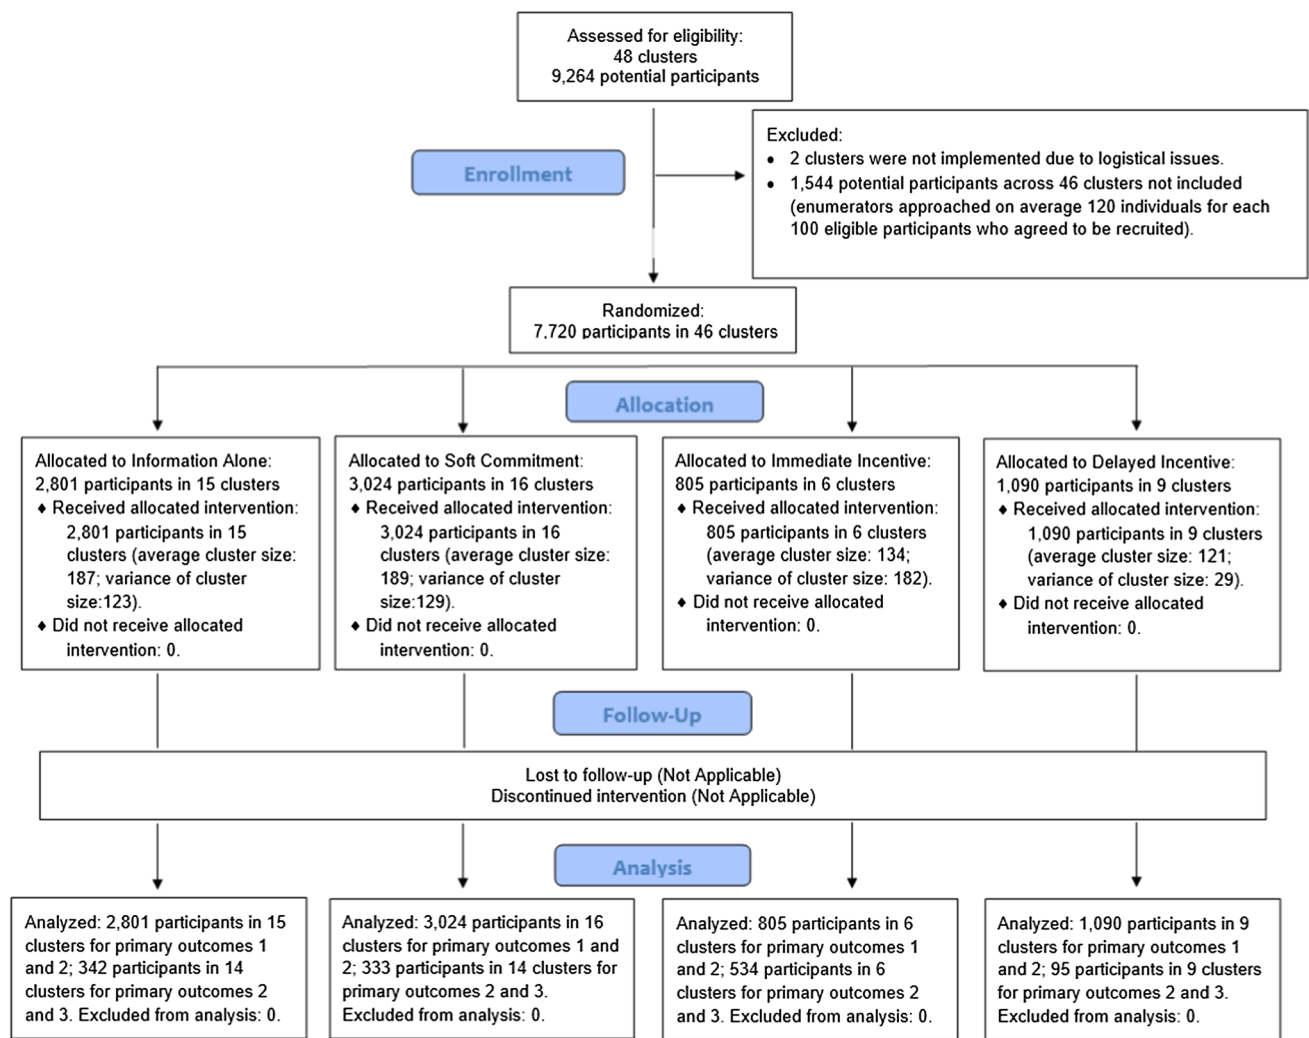 Assessed for eligibility:
48 clusters
9,264 potential participants
Enrollment
Excluded:
• 2 clusters were not implemented due to logistical issues.
• 1,544 potential participants across 46 clusters not included
(enumerators approached on average 120 individuals for each
100 eligible participants who agreed to be recruited).
Randomized:
7,720 participants in 46 clusters
Allocation
Allocated to Information Alone:
2,801 participants in 15 clusters
♦ Received allocated intervention:
2,801 participants in 15
clusters (average cluster size:
187; variance of cluster
size:123).
♦ Did not receive allocated
intervention: 0.
Allocated to Soft Commitment:
3,024 participants in 16 clusters
♦ Received allocated intervention:
3,024 participants in 16
clusters (average cluster size:
189; variance of cluster
size:129).
♦ Did not receive allocated
intervention: 0.
Allocated to Immediate Incentive:
805 participants in 6 clusters
♦ Received allocated intervention:
805 participants in 6 clusters
(average cluster size: 134;
variance of cluster size: 182).
♦ Did not receive allocated
intervention: 0.
Allocated to Delayed Incentive:
1,090 participants in 9 clusters
♦ Received allocated intervention:
1,090 participants in 9 clusters
(average cluster size: 121;
variance of cluster size: 29).
♦ Did not receive allocated
intervention: 0.
Follow-Up
Lost to follow-up (Not Applicable)
Discontinued intervention (Not Applicable)
Analysis
Analyzed: 2,801 participants in 15
clusters for primary outcomes 1
and 2; 342 participants in 14
clusters for primary outcomes 2
and 3. Excluded from analysis: 0.
Analyzed: 3,024 participants in 16
clusters for primary outcomes 1 and
2; 333 participants in 14 clusters for
primary outcomes 2 and 3.
Excluded from analysis: 0.
Analyzed: 805 participants in 6
clusters for primary outcomes 1
and 2; 534 participants in 6
clusters for primary outcomes 2
and 3. Excluded from analysis: 0.
Analyzed: 1,090 participants in 9
clusters for primary outcomes 1
and 2; 95 participants in 9 clusters
for primary outcomes 2 and 3.
Excluded from analysis: 0.